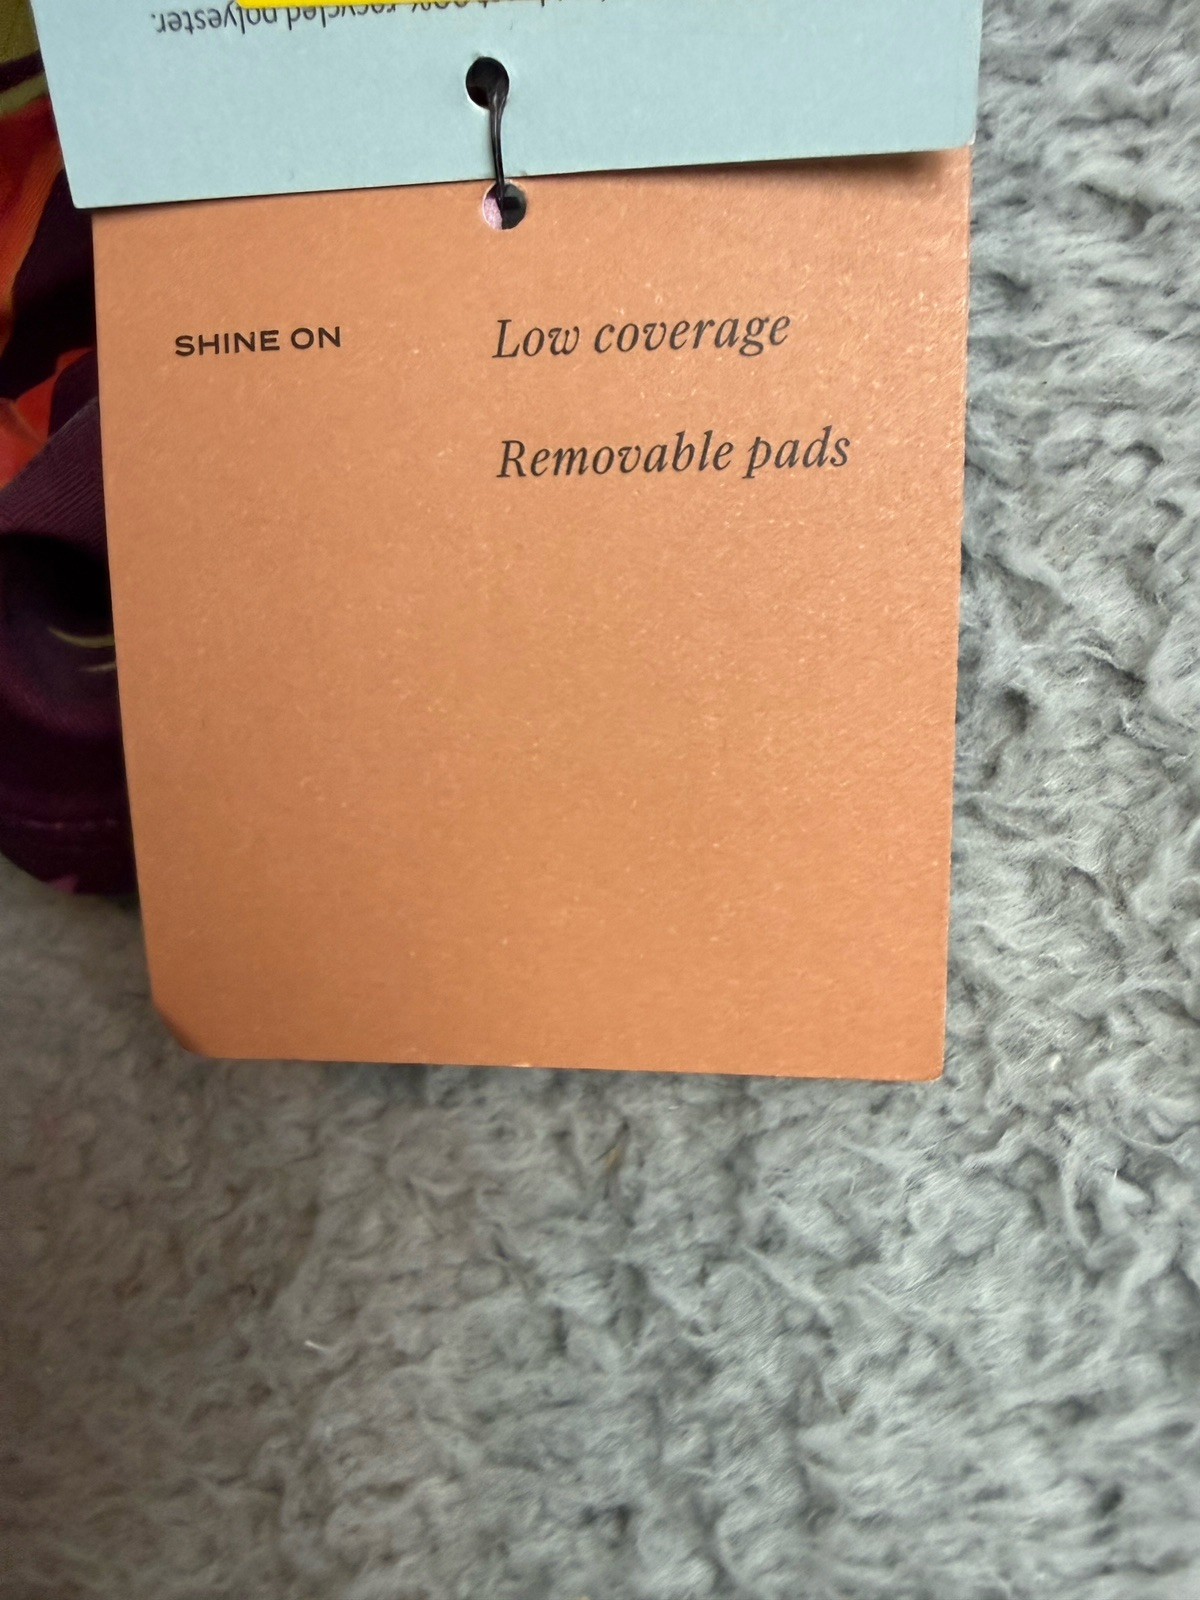 recycled polyester.
SHINE ON
Low coverage
Removable pads